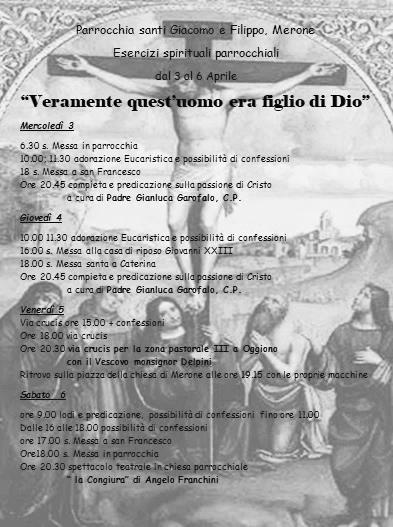 Parrocchia santi Giacomo e Filippo, Merone
Esercizi spirituali parrocchiali
dal 3 al 6 Aprile
“Veramente quest’uomo era figlio di Dio”
Mercoledì 3
6.30 s. Messa in parrocchia
10.00; 11.30 adorazione Eucaristica e possibilità di confessioni
18 s. Messa a san Francesco
Ore 20.45 compieta e predicazione sulla passione di Cristo
a cura di Padre Gianluca Garofalo, C.P.
Giovedì 4
10.00 11.30 adorazione Eucaristica e possibilità di confessioni
16.00 s. Messa alla casa di riposo Giovanni XXIII
18.00 s. Messa santa Caterina
Ore 20.45 compieta e predicazione sulla passione di Cristo
a cura di Padre Gianluca Garofalo, C.P.
Venerdì 5
Via crucis ore 15.00 + confessioni
Ore 18.00 via crucis
Ore 20.30 via crucis per la zona pastorale III a Oggiono
con il Vescovo monsignor Delpini
Ritrovo sulla piazza della chiesa di Merone alle ore 19.15 con le proprie macchine
Sabato 6
ore 9.00 lodi e predicazione, possibilità di confessioni fino ore 11.00
Dalle 16 alle 18.00 possibilità di confessioni
ore 17.00 s. Messa a san Francesco
Ore18.00 s. Messa in parrocchia
Ore 20.30 spettacolo teatrale in chiesa parrocchiale
“ la Congiura” di Angelo Franchini